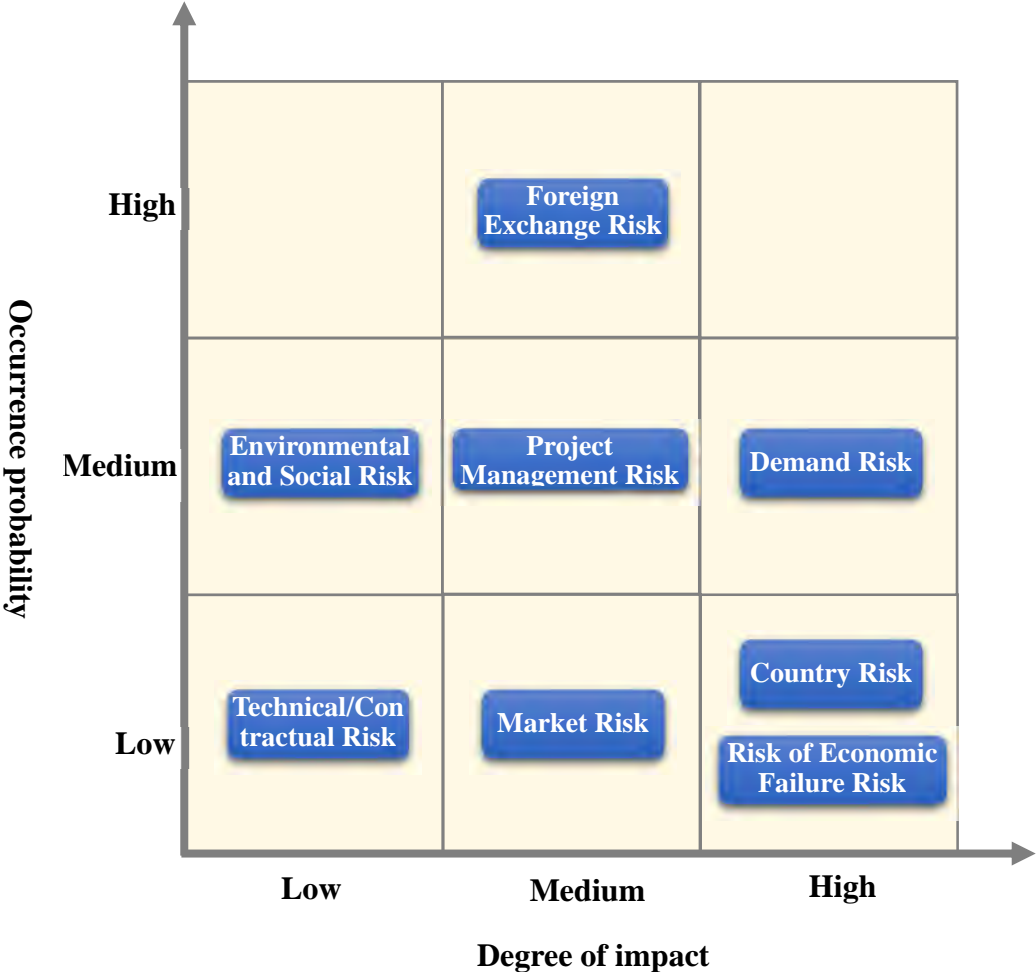 High
Foreign
Exchange Risk
Occurrence probability
Medium
Environmental
and Social Risk
Project
Management Risk
Demand Risk
Low
Technical/Con
tractual Risk
Market Risk
Country Risk
Risk of Economic
Failure Risk
Low
Medium
High
Degree of impact